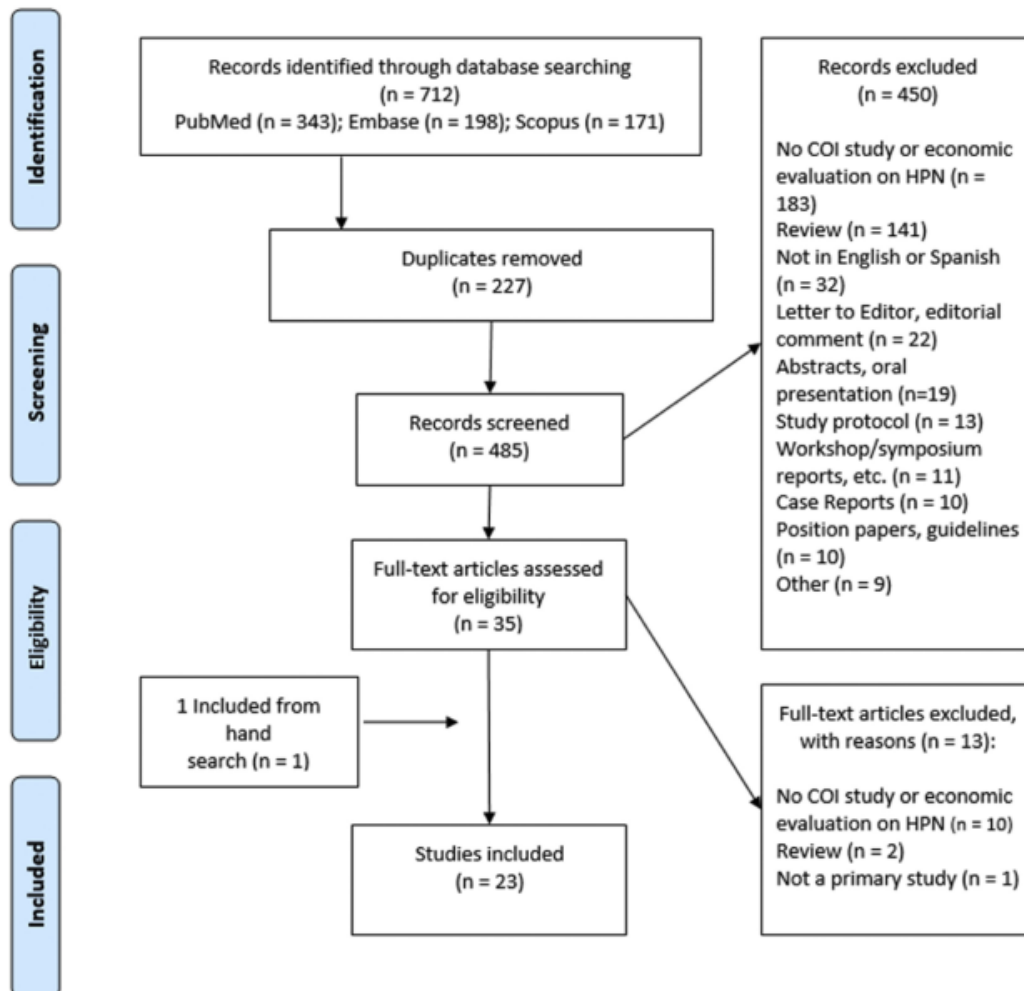 Identification
Records identified through database searching
(n = 712)
PubMed (n = 343); Embase (n = 198); Scopus (n = 171)
Duplicates removed
(n = 227)
Screening
Records screened
(n = 485)
Records excluded
(n = 450)
No COI study or economic
evaluation on HPN (n =
183)
Review (n = 141)
Not in English or Spanish
(n = 32)
Letter to Editor, editorial
comment (n = 22)
Abstracts, oral
presentation (n=19)
Study protocol (n = 13)
Workshop/symposium
reports, etc. (n = 11)
Case Reports (n = 10)
Position papers, guidelines
(n = 10)
Other (n = 9)
Eligibility
Full-text articles assessed
for eligibility
(n = 35)
1 Included from
hand
search (n = 1)
Full-text articles excluded,
with reasons (n = 13):
No COI study or economic
evaluation on HPN (n = 10)
Review (n = 2)
Not a primary study (n = 1)
Included
Studies included
(n = 23)